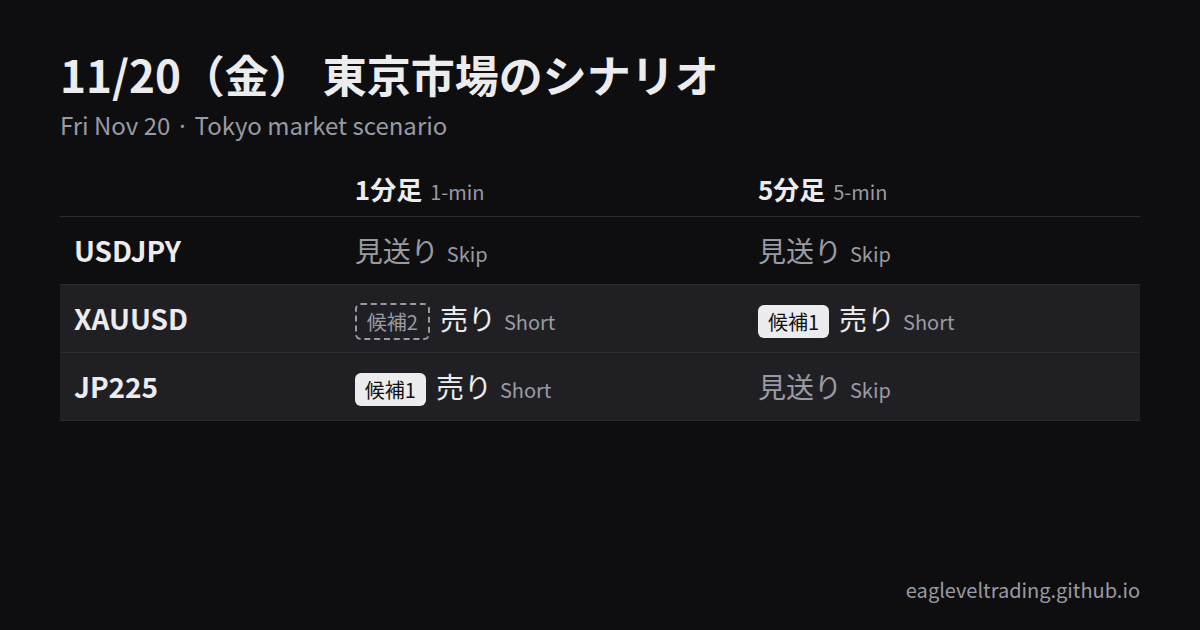 11/20（金） 東京市場のシナリオ
Fri Nov 20 · Tokyo market scenario
1分足 1-min 5分足 5-min
USDJPY 見送り Skip 見送り Skip
XAUUSD 候補2 売り Short 候補1 売り Short
JP225 候補1 売り Short 見送り Skip
eagleveltrading.github.io